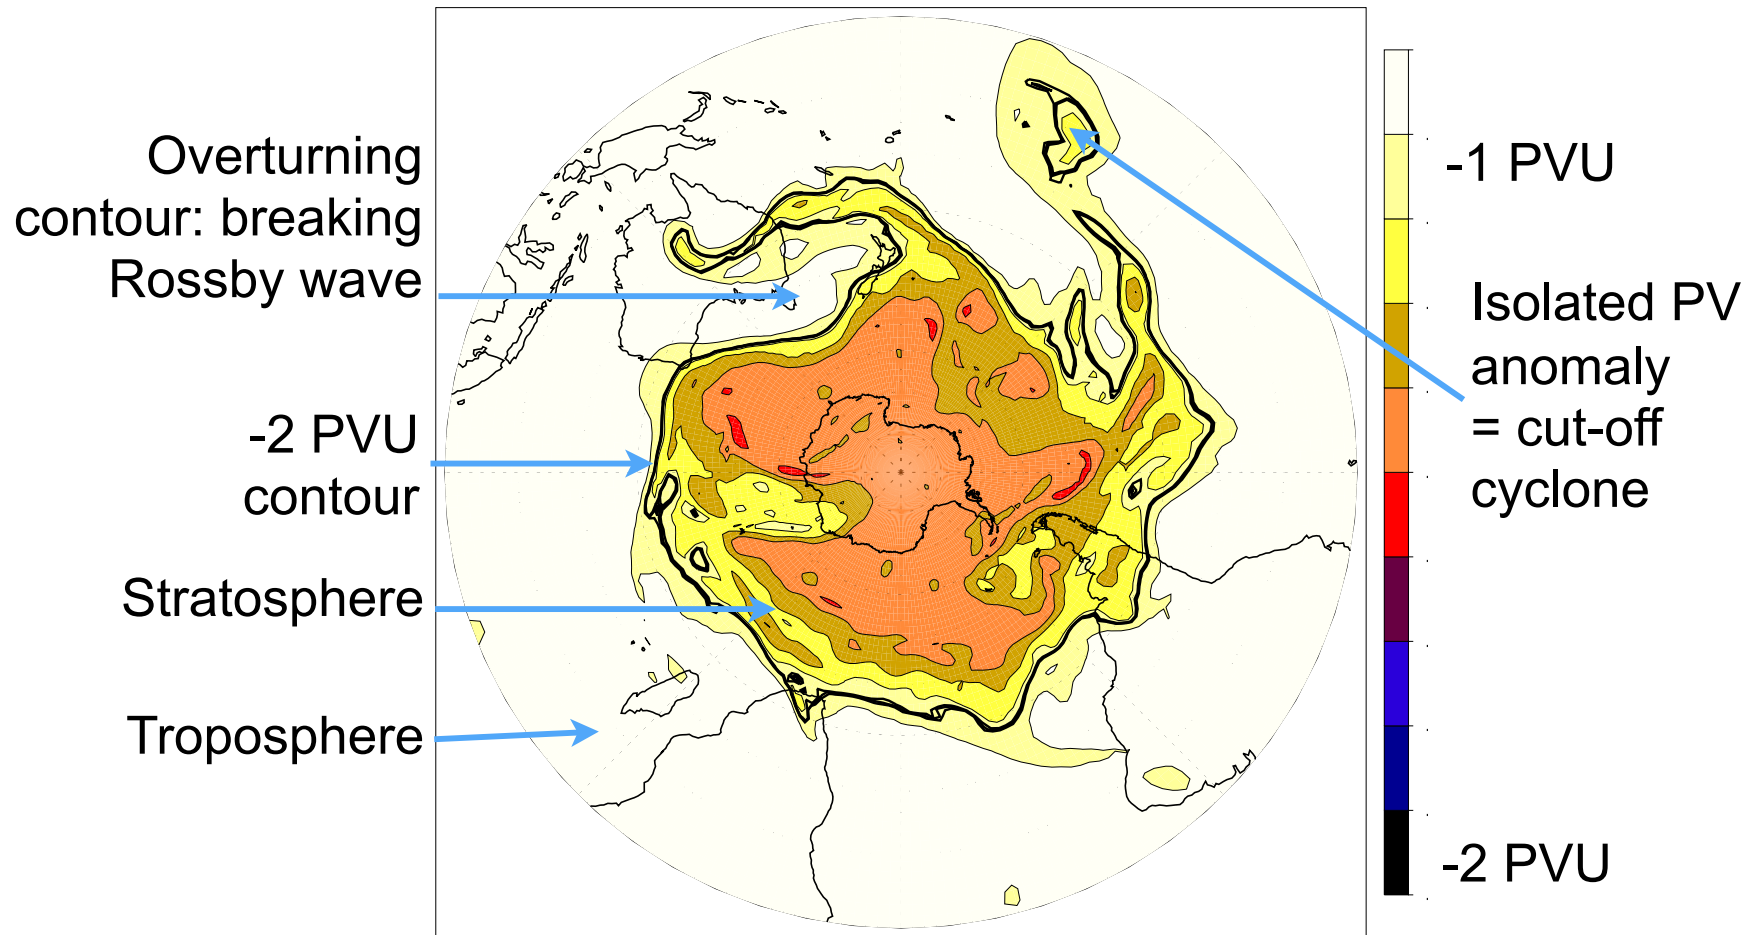 Overturning
contour: breaking
Rossby wave
-2 PVU
contour
Stratosphere
Troposphere
-1 PVU
Isolated PV
anomaly
= cut-off
cyclone
-2 PVU